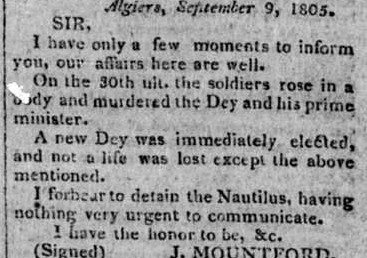 Algiers, September 9, 1805.
SIR,
I have only a few moments to inform
you, our affairs here are well.
On the 30th ult. the soldiers rose in a
body and murdered the Dey and his prime
minister.
A new Dey was immediately elected,
and not a life was lost except the above
mentioned.
I forbear to detain the Nautilus, having
nothing very urgent to communicate.
I have the honor to be, &c.
(Signed) J. MOUNTFORD.